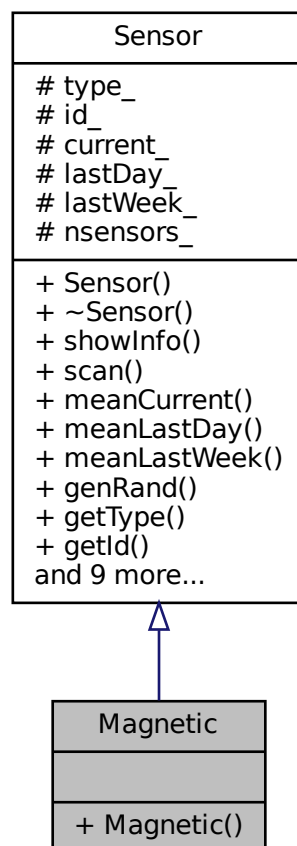 Sensor
# type_
# id_
# current_
# lastDay_
# lastWeek_
# nsensors_
+ Sensor()
+ ~Sensor()
+ showInfo()
+ scan()
+ meanCurrent()
+ meanLastDay()
+ meanLastWeek()
+ genRand()
+ getType()
+ getId()
and 9 more...
Magnetic
+ Magnetic()